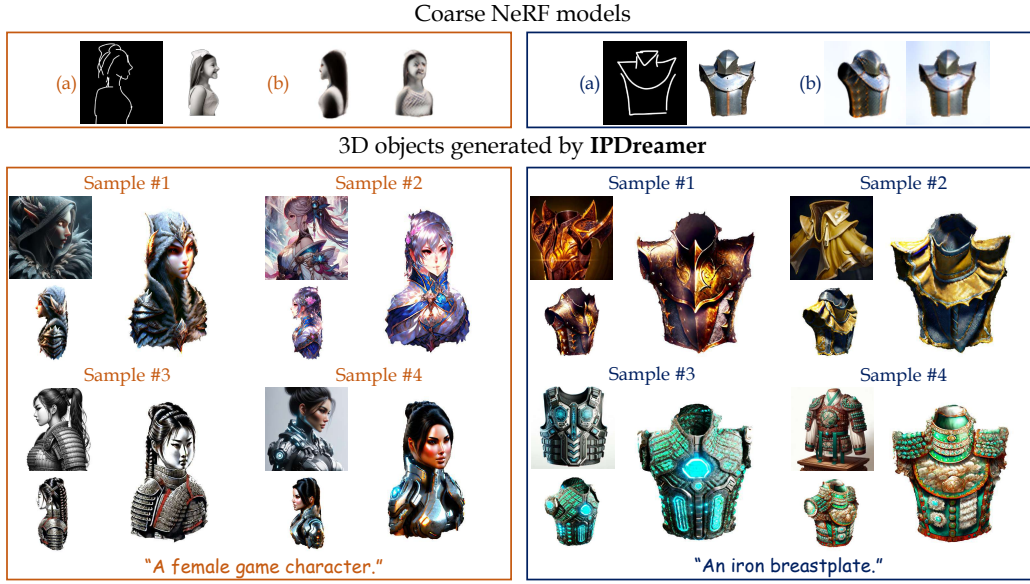 Coarse NeRF models
(a)
(b)
(a)
(b)
3D objects generated by IPDreamer
Sample #1
Sample #2
Sample #3
Sample #4
"A female game character."
Sample #1
Sample #2
Sample #3
Sample #4
"An iron breastplate."